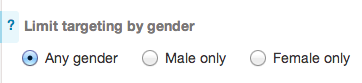 ? Limit targeting by gender
Any gender Male only Female only